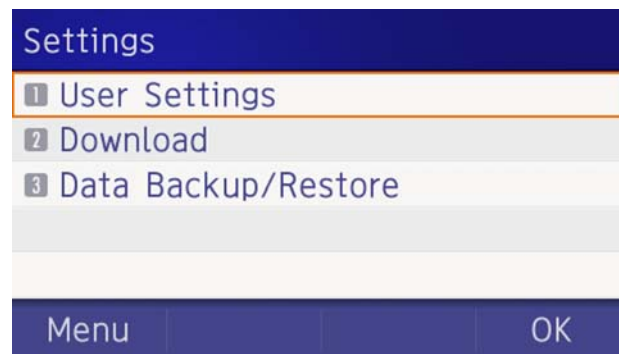 Settings
1 User Settings
2 Download
3 Data Backup/Restore
Menu OK